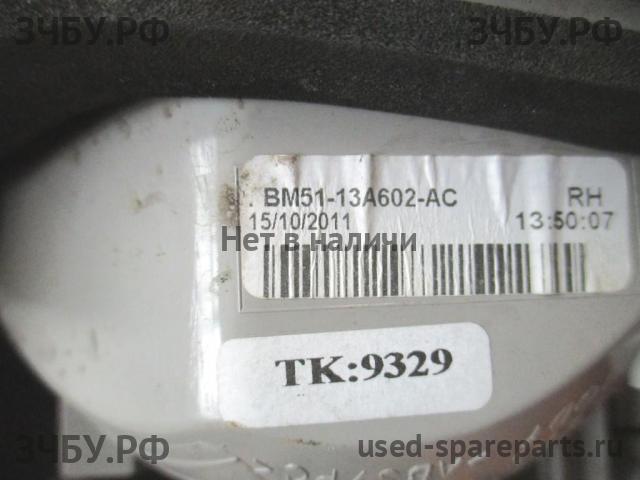 ЗЧБУ.РФ
ЗЧБУ.РФ
BM51-13A602-AC RH
15/10/2011 13:50:07
Нет в наличи
TK:9329
ЗЧБУ.РФ
used-spareparts.ru